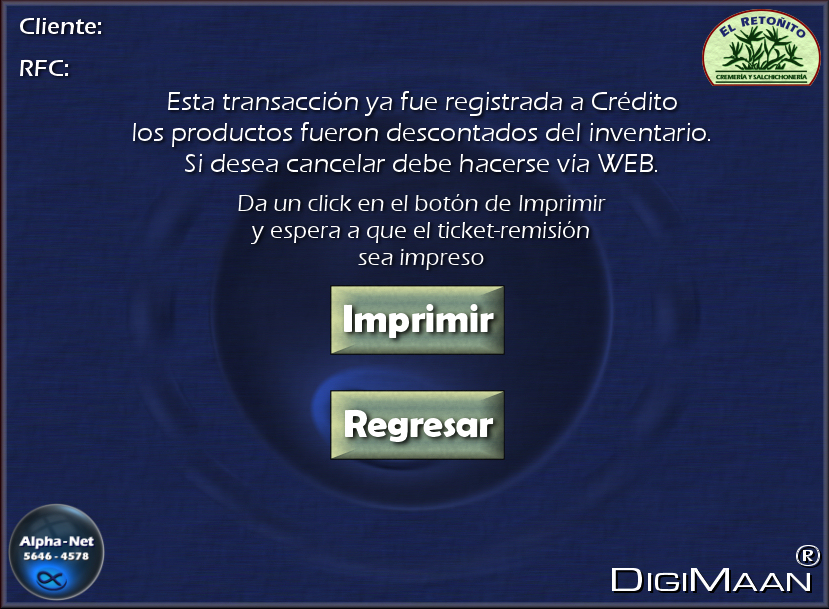 Cliente:
EL RETOÑITO
CREMERÍA Y SALCHICHONERÍA
RFC:
Esta transacción ya fue registrada a Crédito
los productos fueron descontados del inventario.
Si desea cancelar debe hacerse vía WEB.
Da un click en el botón de Imprimir
y espera a que el ticket-remisión
sea impreso
Imprimir
Regresar
Alpha-Net
5646 - 4578
DIGIMAAN ®